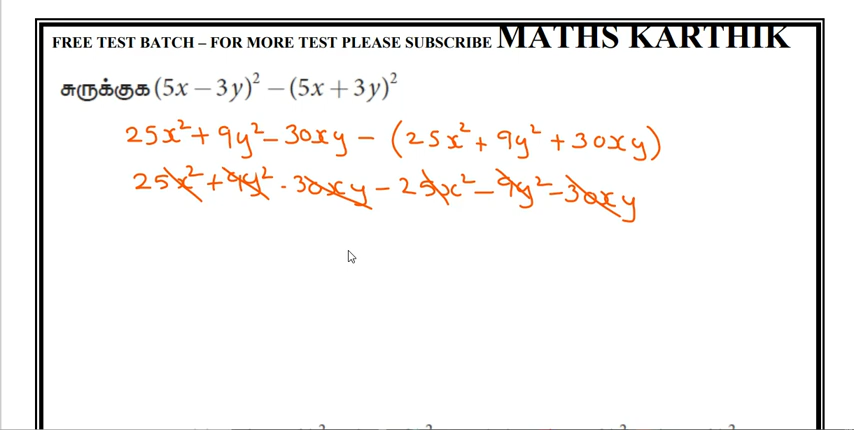 FREE TEST BATCH – FOR MORE TEST PLEASE SUBSCRIBE MATHS KARTHIK
சுருக்குக (5x − 3y)² − (5x + 3y)²
25x² + 9y² − 30xy − (25x² + 9y² + 30xy)
25x² + 9y² - 30xy − 25x² − 9y² − 30xy